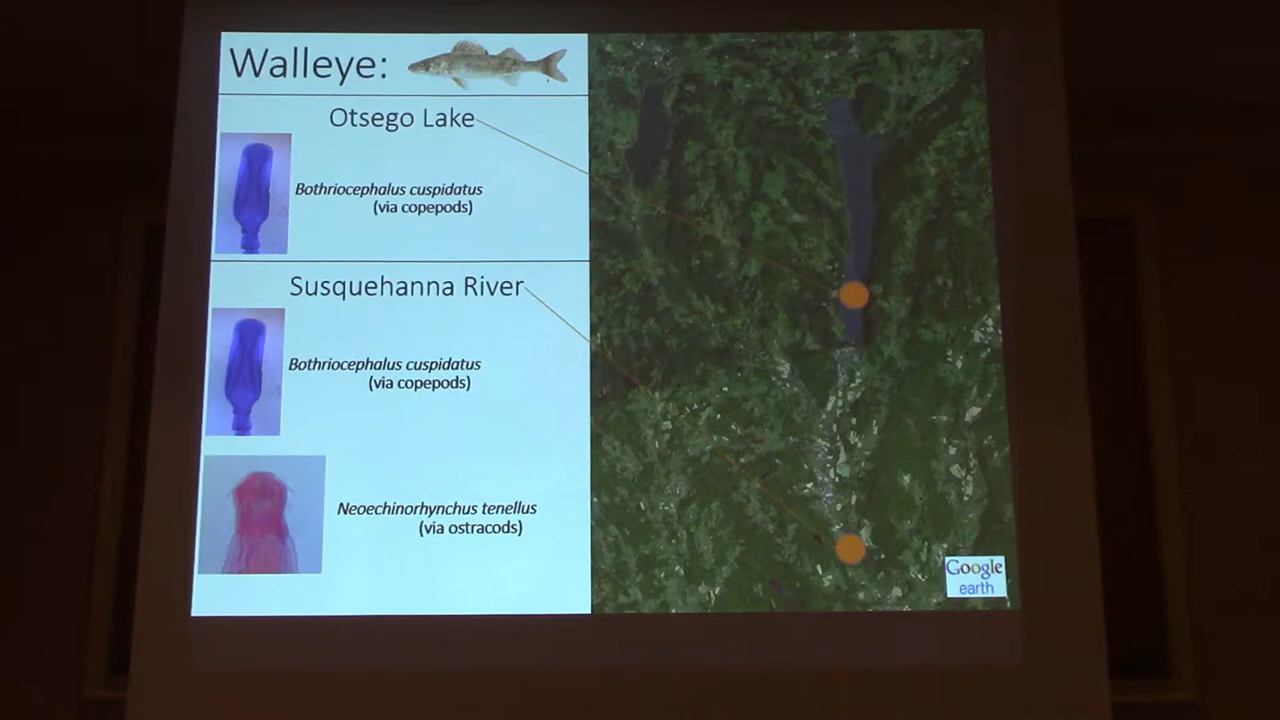 Walleye:
Otsego Lake
Bothriocephalus cuspidatus
(via copepods)
Susquehanna River
Bothriocephalus cuspidatus
(via copepods)
Neoechinorhynchus tenellus
(via ostracods)
Google
earth